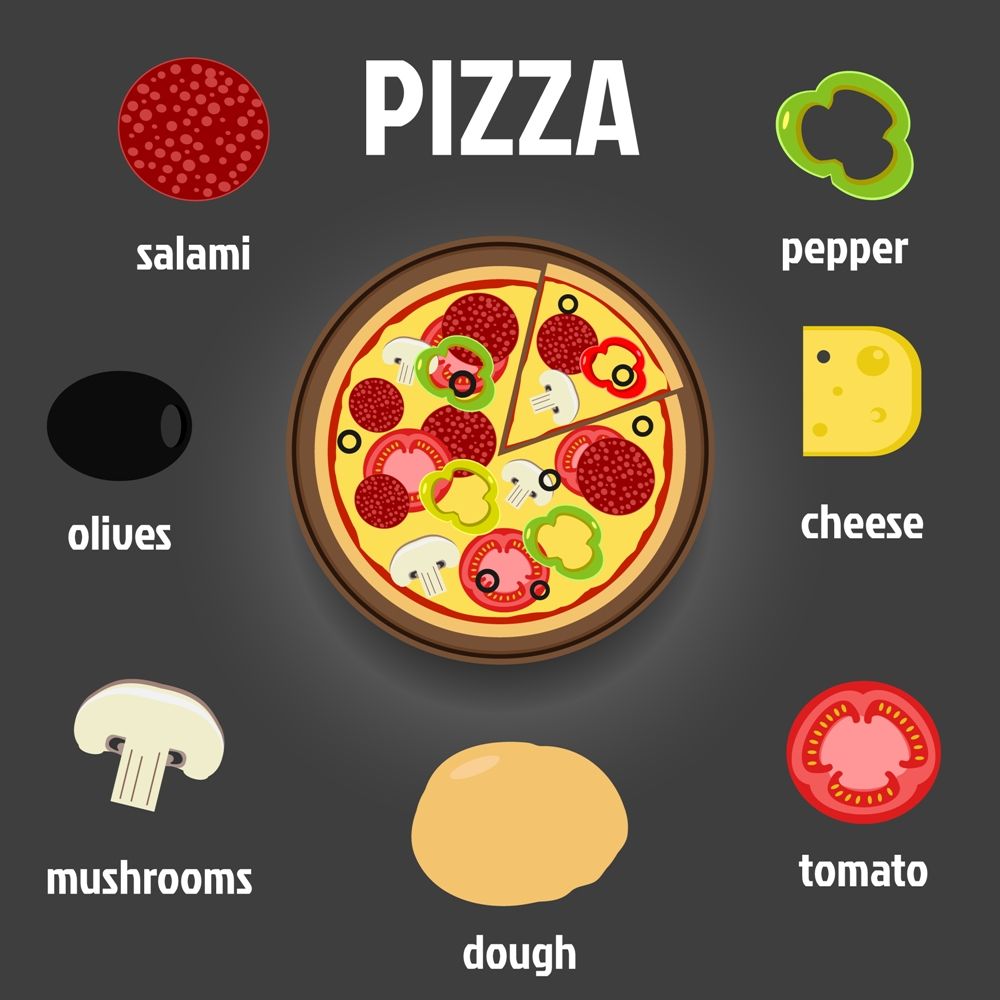 PIZZA
salami
pepper
olives
cheese
mushrooms
tomato
dough